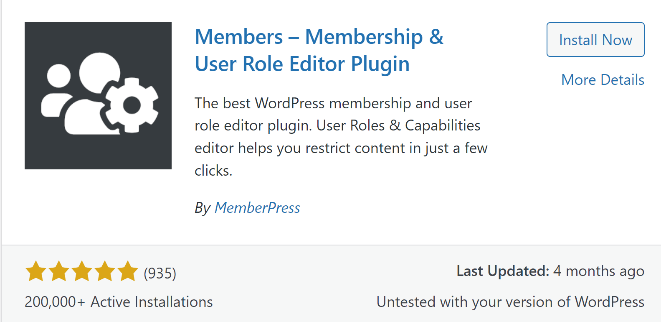 Members – Membership &
User Role Editor Plugin
Install Now
More Details
The best WordPress membership and user
role editor plugin. User Roles & Capabilities
editor helps you restrict content in just a few
clicks.
By MemberPress
(935)
200,000+ Active Installations
Last Updated: 4 months ago
Untested with your version of WordPress